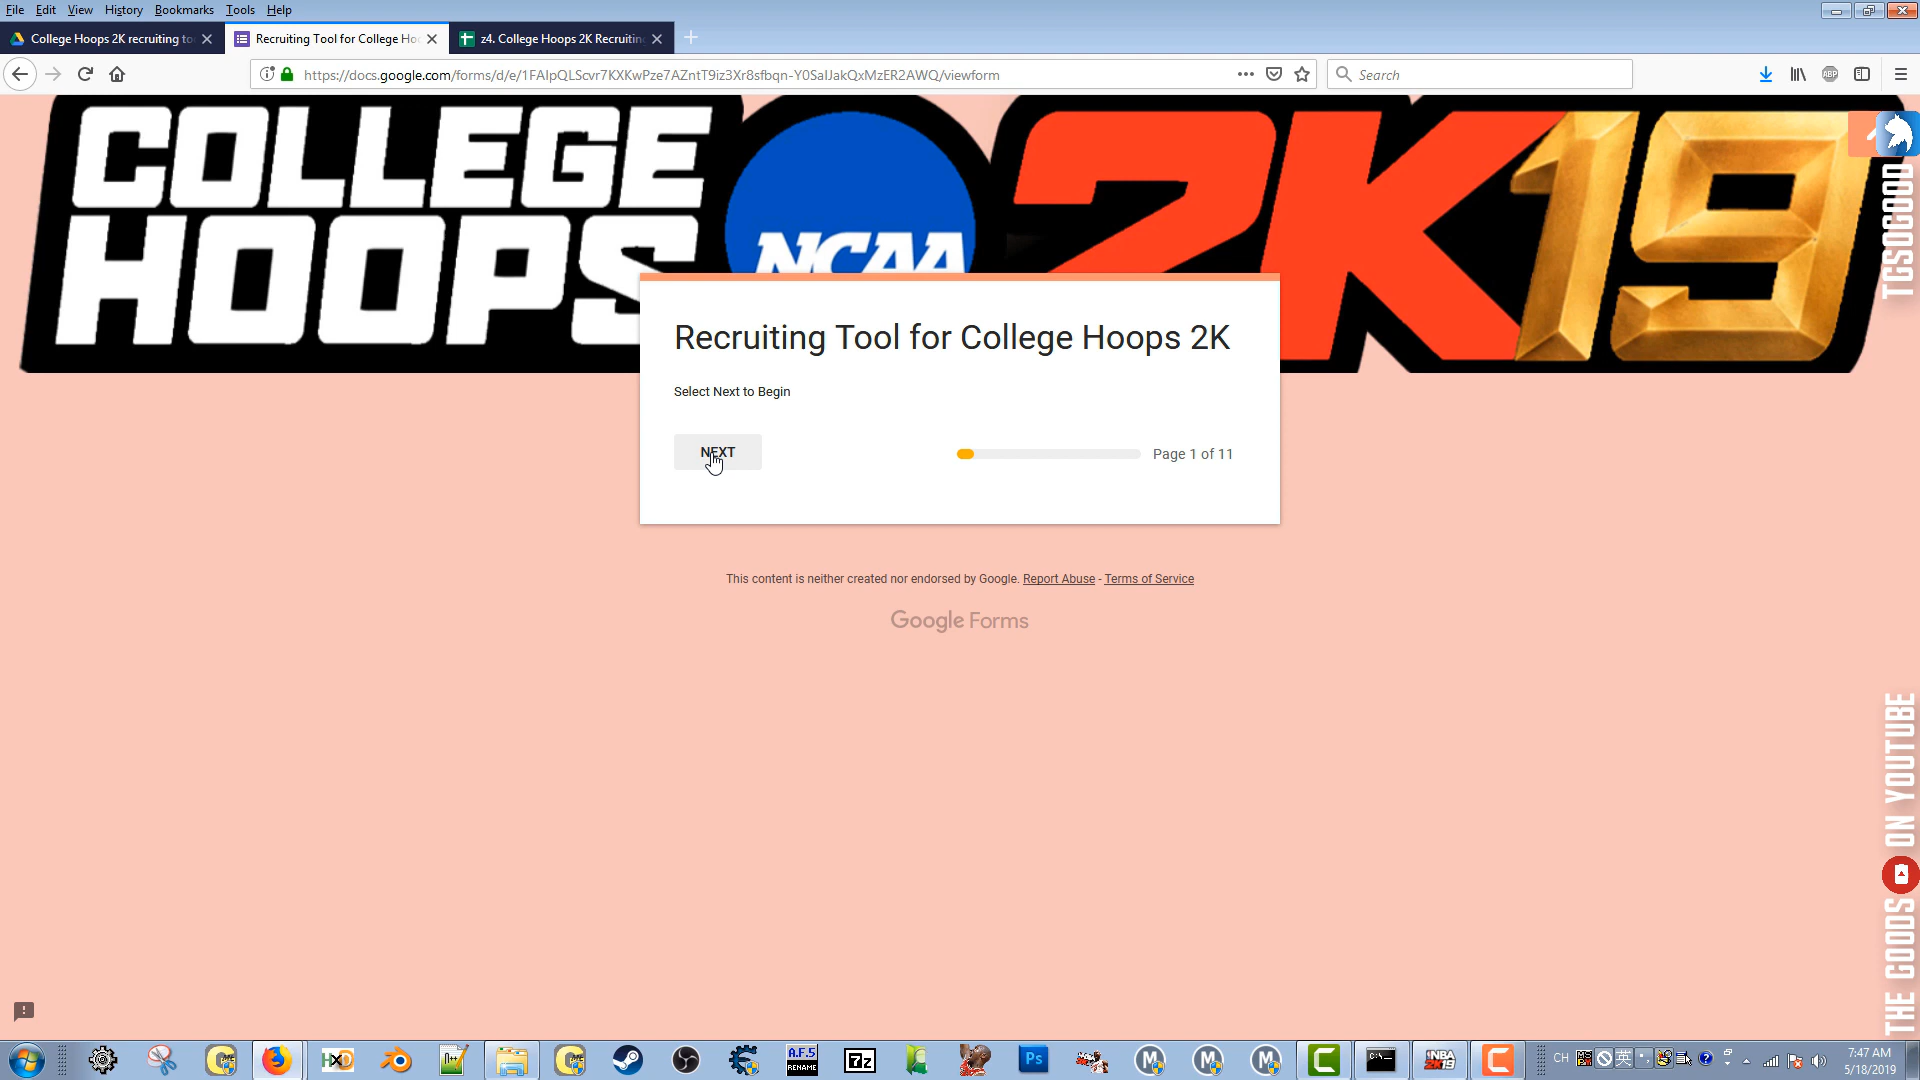 File Edit View History Bookmarks Tools Help
College Hoops 2K recruiting to
Recruiting Tool for College Ho
z4. College Hoops 2K Recruitin
https://docs.google.com/forms/d/e/1FAIpQLScvr7KXKwPze7AZntT9iz3Xr8sfbqn-Y0SaIJakQxMzER2AWQ/viewform
Search
ABP
COLLEGE
HOOPS
NCAA
2K19
TGSGOOD
Recruiting Tool for College Hoops 2K
Select Next to Begin
NEXT
Page 1 of 11
This content is neither created nor endorsed by Google. Report Abuse - Terms of Service
Google Forms
THE GOODS ON YOUTUBE
HXD
n++
A.F.5
RENAME
7z
Ps
M
M
M
C:\_
NBA
2K19
CH
英
7:47 AM
5/18/2019